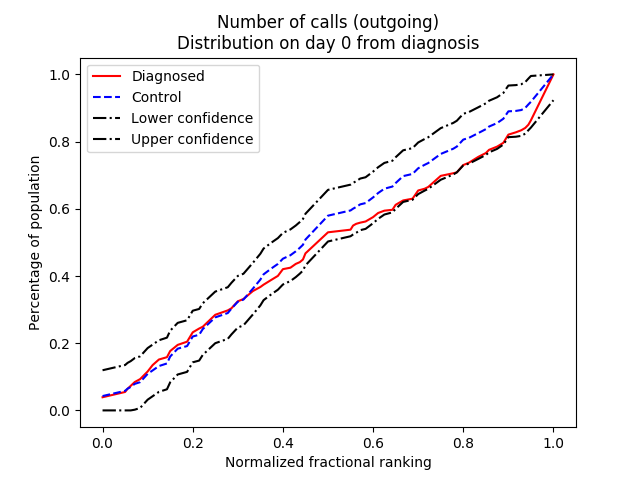 Number of calls (outgoing)
Distribution on day 0 from diagnosis
Diagnosed
Control
Lower confidence
Upper confidence
Percentage of population
1.0
0.8
0.6
0.4
0.2
0.0
0.0 0.2 0.4 0.6 0.8 1.0
Normalized fractional ranking